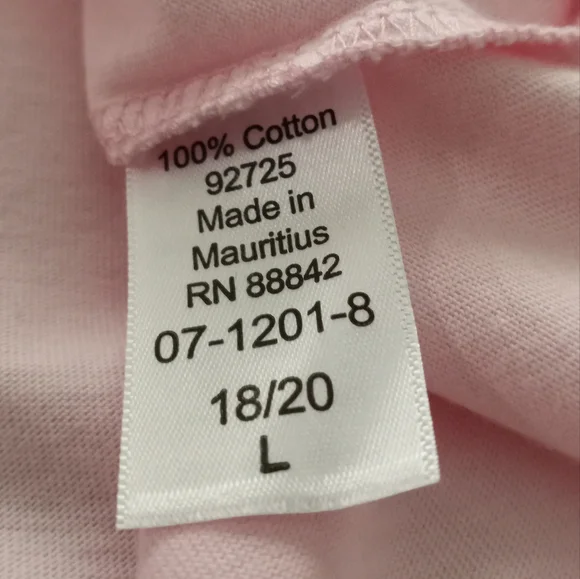 100% Cotton
92725
Made in
Mauritius
RN 88842
07-1201-8
18/20
L